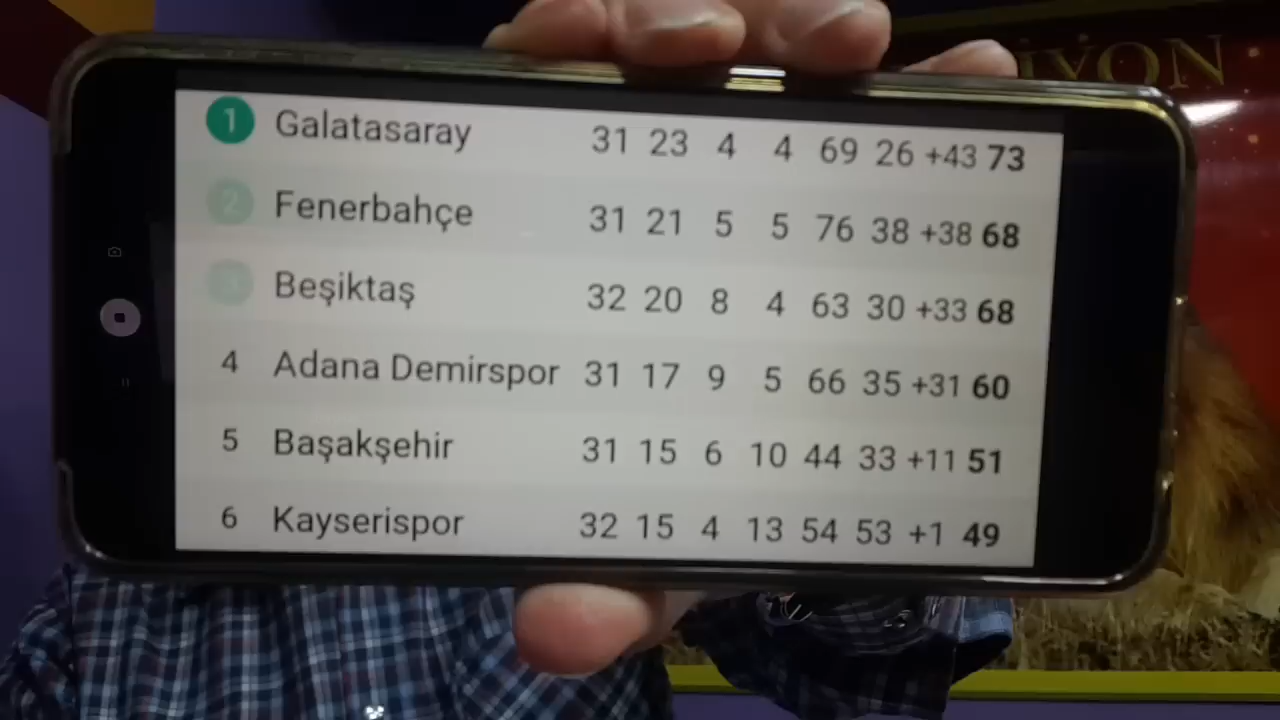 1 Galatasaray 31 23 4 4 69 26 +43 73
2 Fenerbahçe 31 21 5 5 76 38 +38 68
3 Beşiktaş 32 20 8 4 63 30 +33 68
4 Adana Demirspor 31 17 9 5 66 35 +31 60
5 Başakşehir 31 15 6 10 44 33 +11 51
6 Kayserispor 32 15 4 13 54 53 +1 49